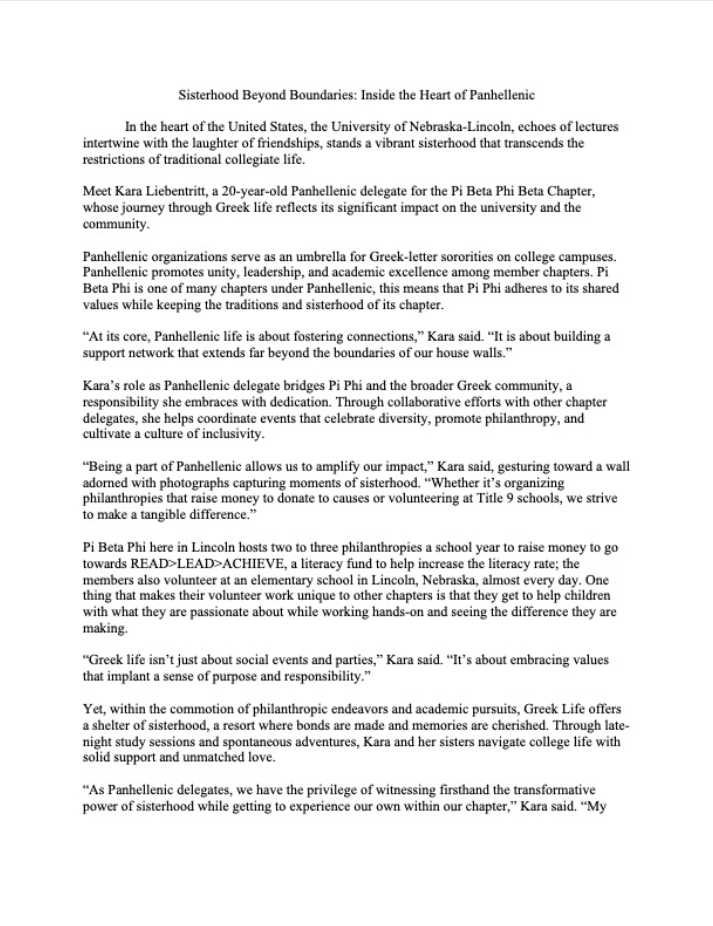 Sisterhood Beyond Boundaries: Inside the Heart of Panhellenic
In the heart of the United States, the University of Nebraska-Lincoln, echoes of lectures
intertwine with the laughter of friendships, stands a vibrant sisterhood that transcends the
restrictions of traditional collegiate life.
Meet Kara Liebentritt, a 20-year-old Panhellenic delegate for the Pi Beta Phi Beta Chapter,
whose journey through Greek life reflects its significant impact on the university and the
community.
Panhellenic organizations serve as an umbrella for Greek-letter sororities on college campuses.
Panhellenic promotes unity, leadership, and academic excellence among member chapters. Pi
Beta Phi is one of many chapters under Panhellenic, this means that Pi Phi adheres to its shared
values while keeping the traditions and sisterhood of its chapter.
“At its core, Panhellenic life is about fostering connections,” Kara said. “It is about building a
support network that extends far beyond the boundaries of our house walls.”
Kara’s role as Panhellenic delegate bridges Pi Phi and the broader Greek community, a
responsibility she embraces with dedication. Through collaborative efforts with other chapter
delegates, she helps coordinate events that celebrate diversity, promote philanthropy, and
cultivate a culture of inclusivity.
“Being a part of Panhellenic allows us to amplify our impact,” Kara said, gesturing toward a wall
adorned with photographs capturing moments of sisterhood. “Whether it’s organizing
philanthropies that raise money to donate to causes or volunteering at Title 9 schools, we strive
to make a tangible difference.”
Pi Beta Phi here in Lincoln hosts two to three philanthropies a school year to raise money to go
towards READ>LEAD>ACHIEVE, a literacy fund to help increase the literacy rate; the
members also volunteer at an elementary school in Lincoln, Nebraska, almost every day. One
thing that makes their volunteer work unique to other chapters is that they get to help children
with what they are passionate about while working hands-on and seeing the difference they are
making.
“Greek life isn’t just about social events and parties,” Kara said. “It’s about embracing values
that implant a sense of purpose and responsibility.”
Yet, within the commotion of philanthropic endeavors and academic pursuits, Greek Life offers
a shelter of sisterhood, a resort where bonds are made and memories are cherished. Through late-
night study sessions and spontaneous adventures, Kara and her sisters navigate college life with
solid support and unmatched love.
“As Panhellenic delegates, we have the privilege of witnessing firsthand the transformative
power of sisterhood while getting to experience our own within our chapter,” Kara said. “My